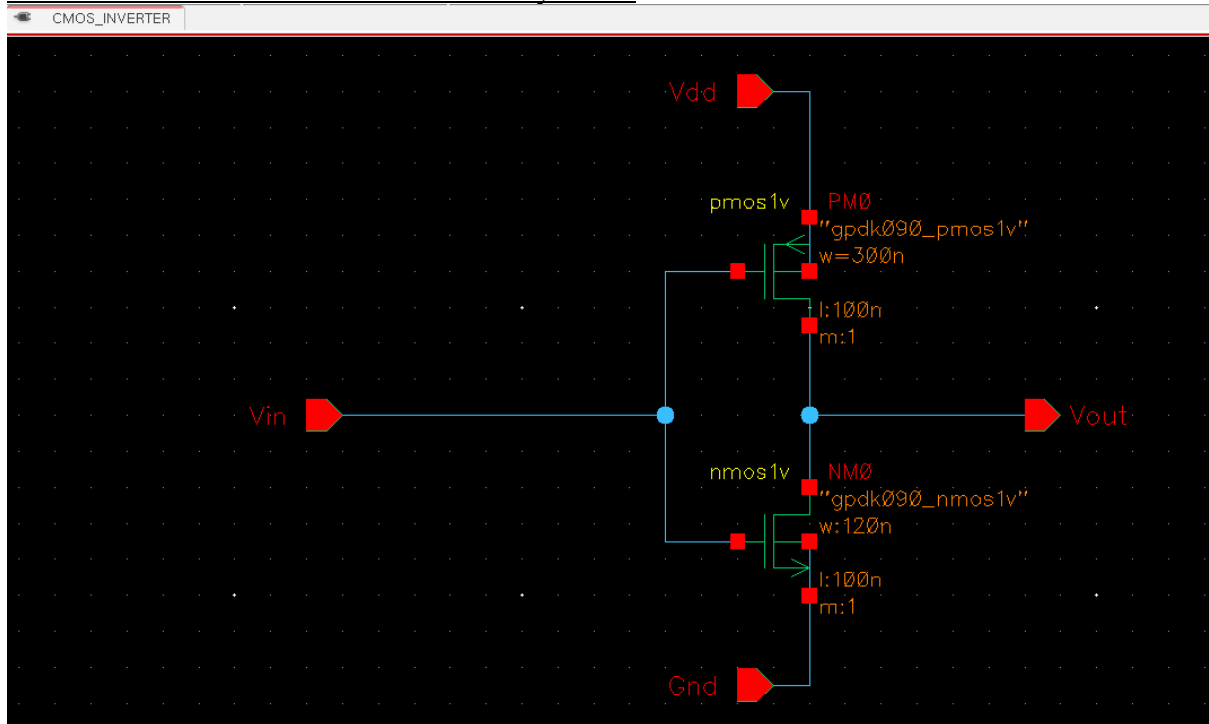 CMOS_INVERTER
Vdd
pmos1v PM0
"gpdk090_pmos1v"
w=300n
l:100n
m:1
Vin
Vout
nmos1v NM0
"gpdk090_nmos1v"
w:120n
l:100n
m:1
Gnd